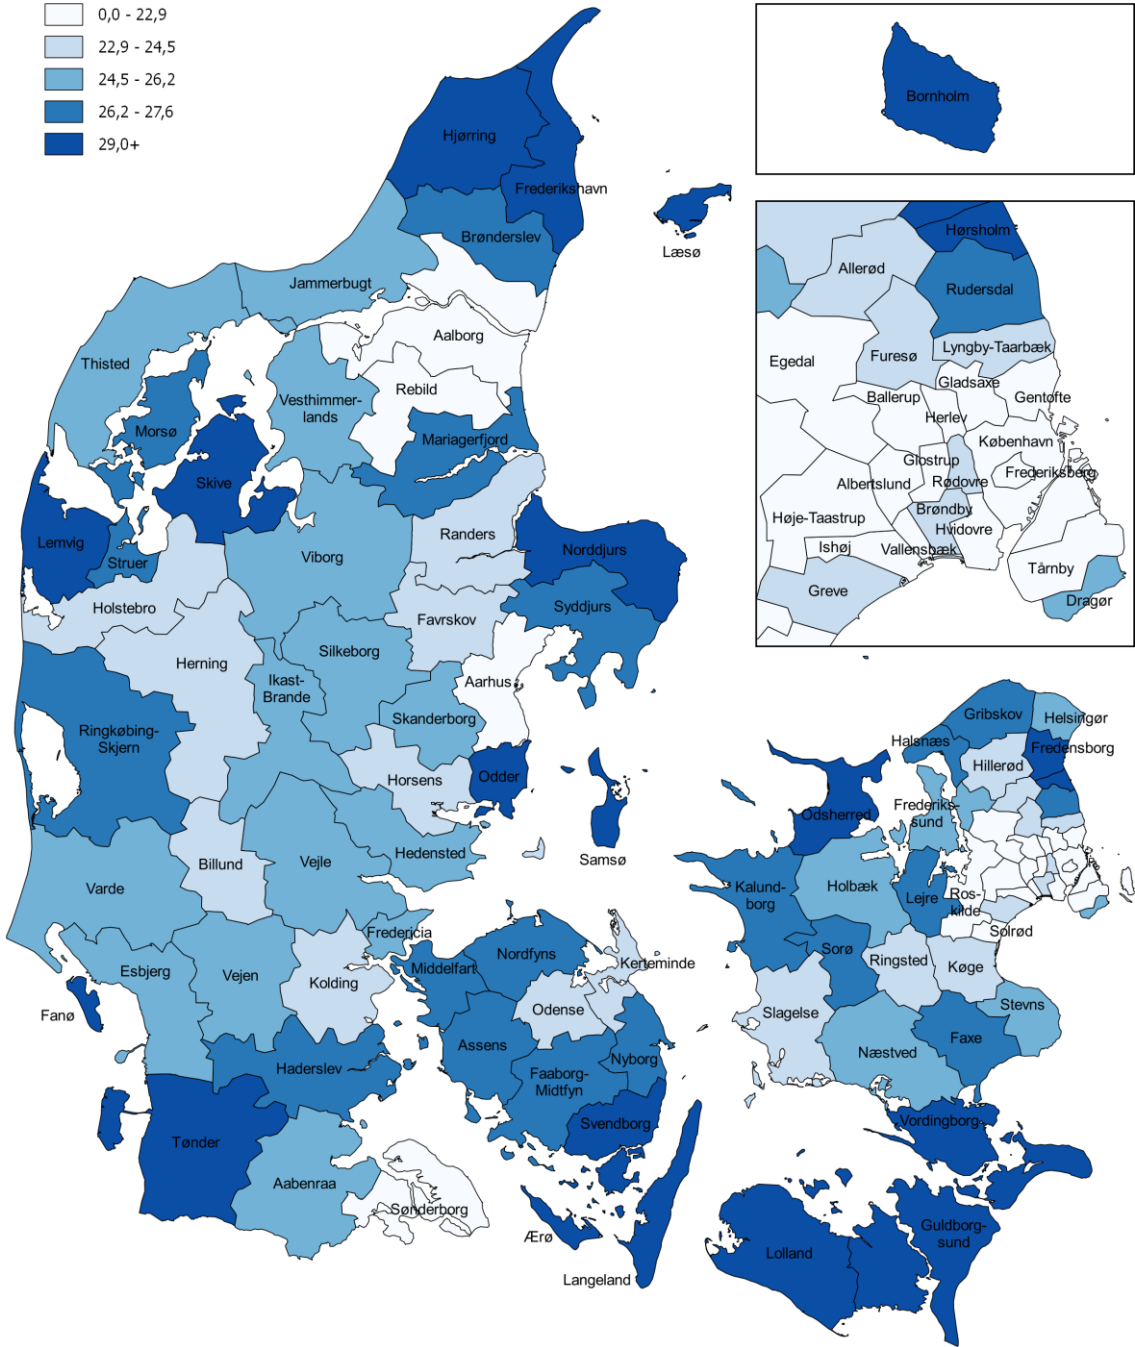 0,0 - 22,9
22,9 - 24,5
24,5 - 26,2
26,2 - 27,6
29,0+
Bornholm
Hjørring
Frederikshavn
Brønderslev
Læsø
Jammerbugt
Aalborg
Thisted
Rebild
Vesthimmer-
lands
Morsø
Mariagerfjord
Skive
Lemvig
Struer
Viborg
Randers
Norddjurs
Holstebro
Favrskov
Syddjurs
Herning
Silkeborg
Ikast-
Brande
Aarhus
Skanderborg
Ringkøbing-
Skjern
Horsens
Odder
Samsø
Billund
Vejle
Hedensted
Varde
Fredericia
Esbjerg
Vejen
Kolding
Fanø
Haderslev
Tønder
Aabenraa
Sønderborg
Middelfart
Nordfyns
Kerteminde
Odense
Assens
Nyborg
Faaborg-
Midtfyn
Svendborg
Ærø
Langeland
Hørsholm
Allerød
Rudersdal
Egedal
Furesø
Lyngby-Taarbæk
Gladsaxe
Ballerup
Gentofte
Herlev
København
Glostrup
Frederiksberg
Albertslund
Rødovre
Brøndby
Høje-Taastrup
Hvidovre
Ishøj
Vallensbæk
Tårnby
Greve
Dragør
Gribskov
Helsingør
Halsnæs
Fredensborg
Hillerød
Odsherred
Frederiks-
sund
Kalund-
borg
Holbæk
Lejre
Ros-
kilde
Solrød
Sorø
Ringsted
Køge
Stevns
Slagelse
Næstved
Faxe
Vordingborg
Guldborg-
sund
Lolland